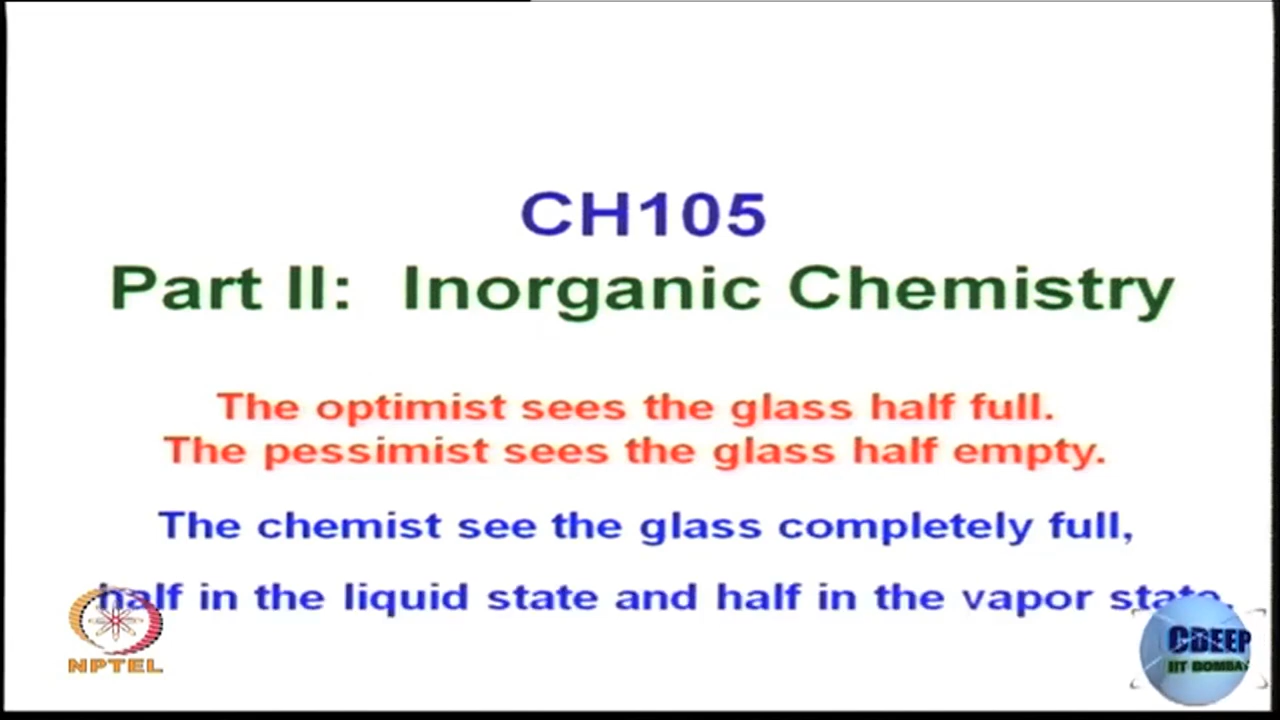 CH105
Part II: Inorganic Chemistry
The optimist sees the glass half full.
The pessimist sees the glass half empty.
The chemist see the glass completely full,
half in the liquid state and half in the vapor state.
NPTEL
CDEEP
IIT BOMBAY